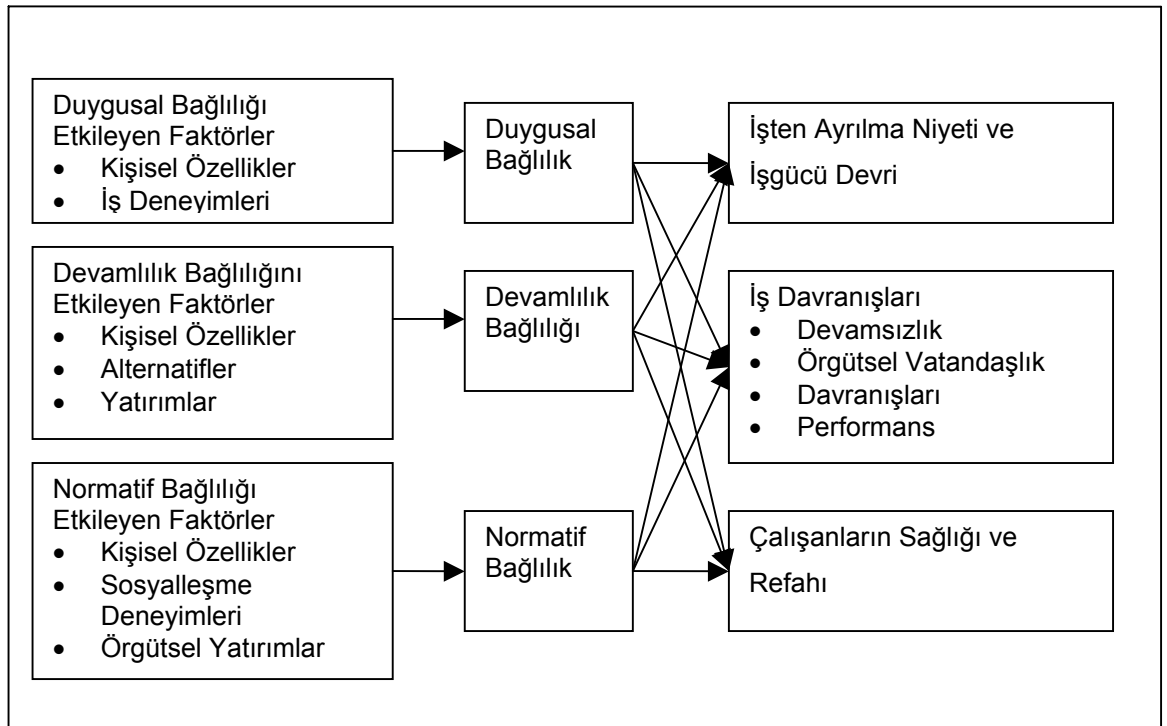 Duygusal Bağlılığı
Etkileyen Faktörler
• Kişisel Özellikler
• İş Deneyimleri
Duygusal
Bağlılık
İşten Ayrılma Niyeti ve
İşgücü Devri
Devamlılık Bağlılığını
Etkileyen Faktörler
• Kişisel Özellikler
• Alternatifler
• Yatırımlar
Devamlılık
Bağlılığı
İş Davranışları
• Devamsızlık
• Örgütsel Vatandaşlık
• Davranışları
• Performans
Normatif Bağlılığı
Etkileyen Faktörler
• Kişisel Özellikler
• Sosyalleşme
Deneyimleri
• Örgütsel Yatırımlar
Normatif
Bağlılık
Çalışanların Sağlığı ve
Refahı